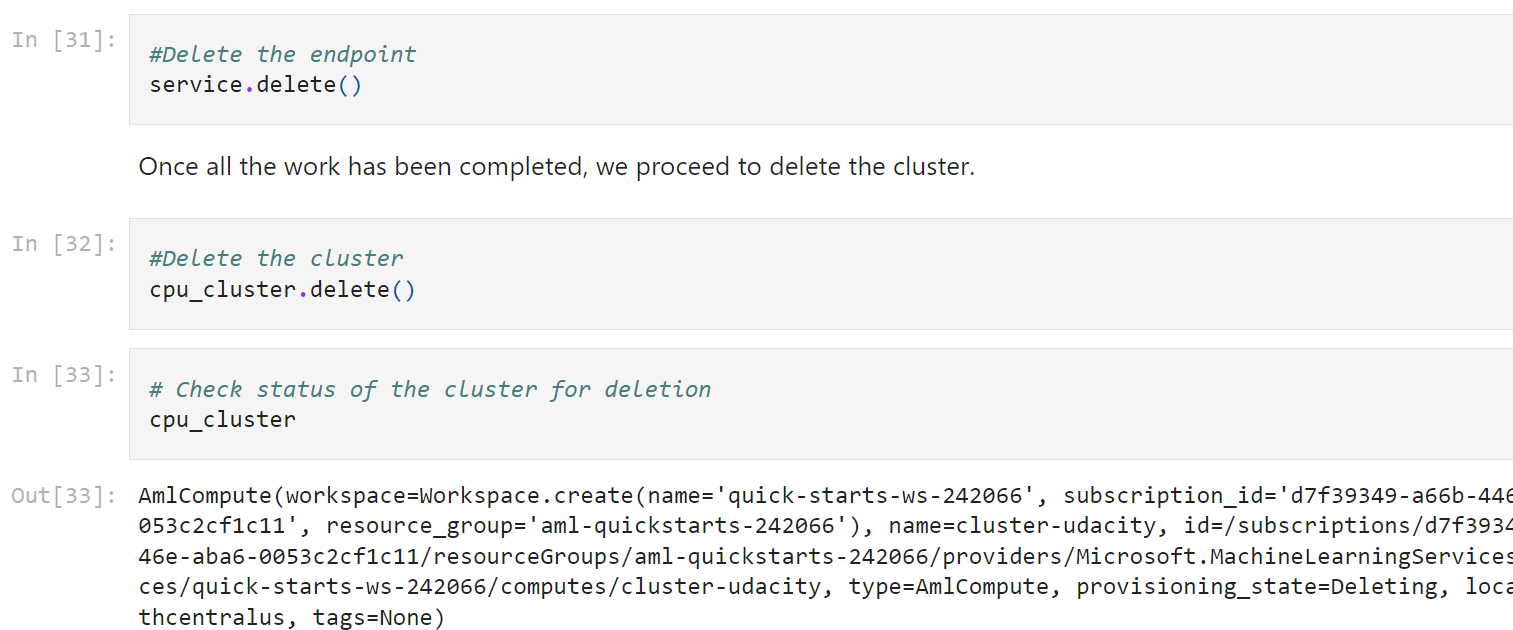 In [31]:
#Delete the endpoint
service.delete()
Once all the work has been completed, we proceed to delete the cluster.
In [32]:
#Delete the cluster
cpu_cluster.delete()
In [33]:
# Check status of the cluster for deletion
cpu_cluster
Out[33]:
AmlCompute(workspace=Workspace.create(name='quick-starts-ws-242066', subscription_id='d7f39349-a66b-446
053c2cf1c11', resource_group='aml-quickstarts-242066'), name=cluster-udacity, id=/subscriptions/d7f3934
46e-aba6-0053c2cf1c11/resourceGroups/aml-quickstarts-242066/providers/Microsoft.MachineLearningServices
ces/quick-starts-ws-242066/computes/cluster-udacity, type=AmlCompute, provisioning_state=Deleting, loca
thcentralus, tags=None)